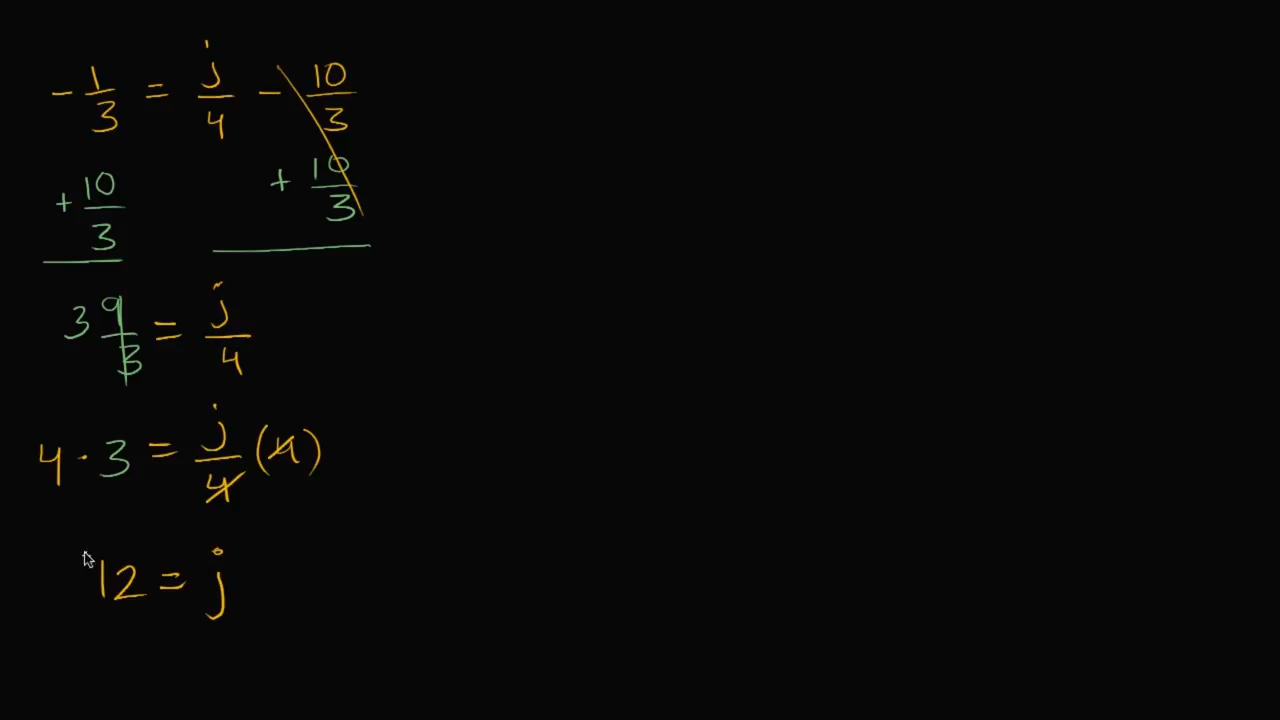 -1/3 = j/4 - 10/3
+10/3 + 10/3
3 9/3 = j/4
4 · 3 = j/4 (4)
12 = j